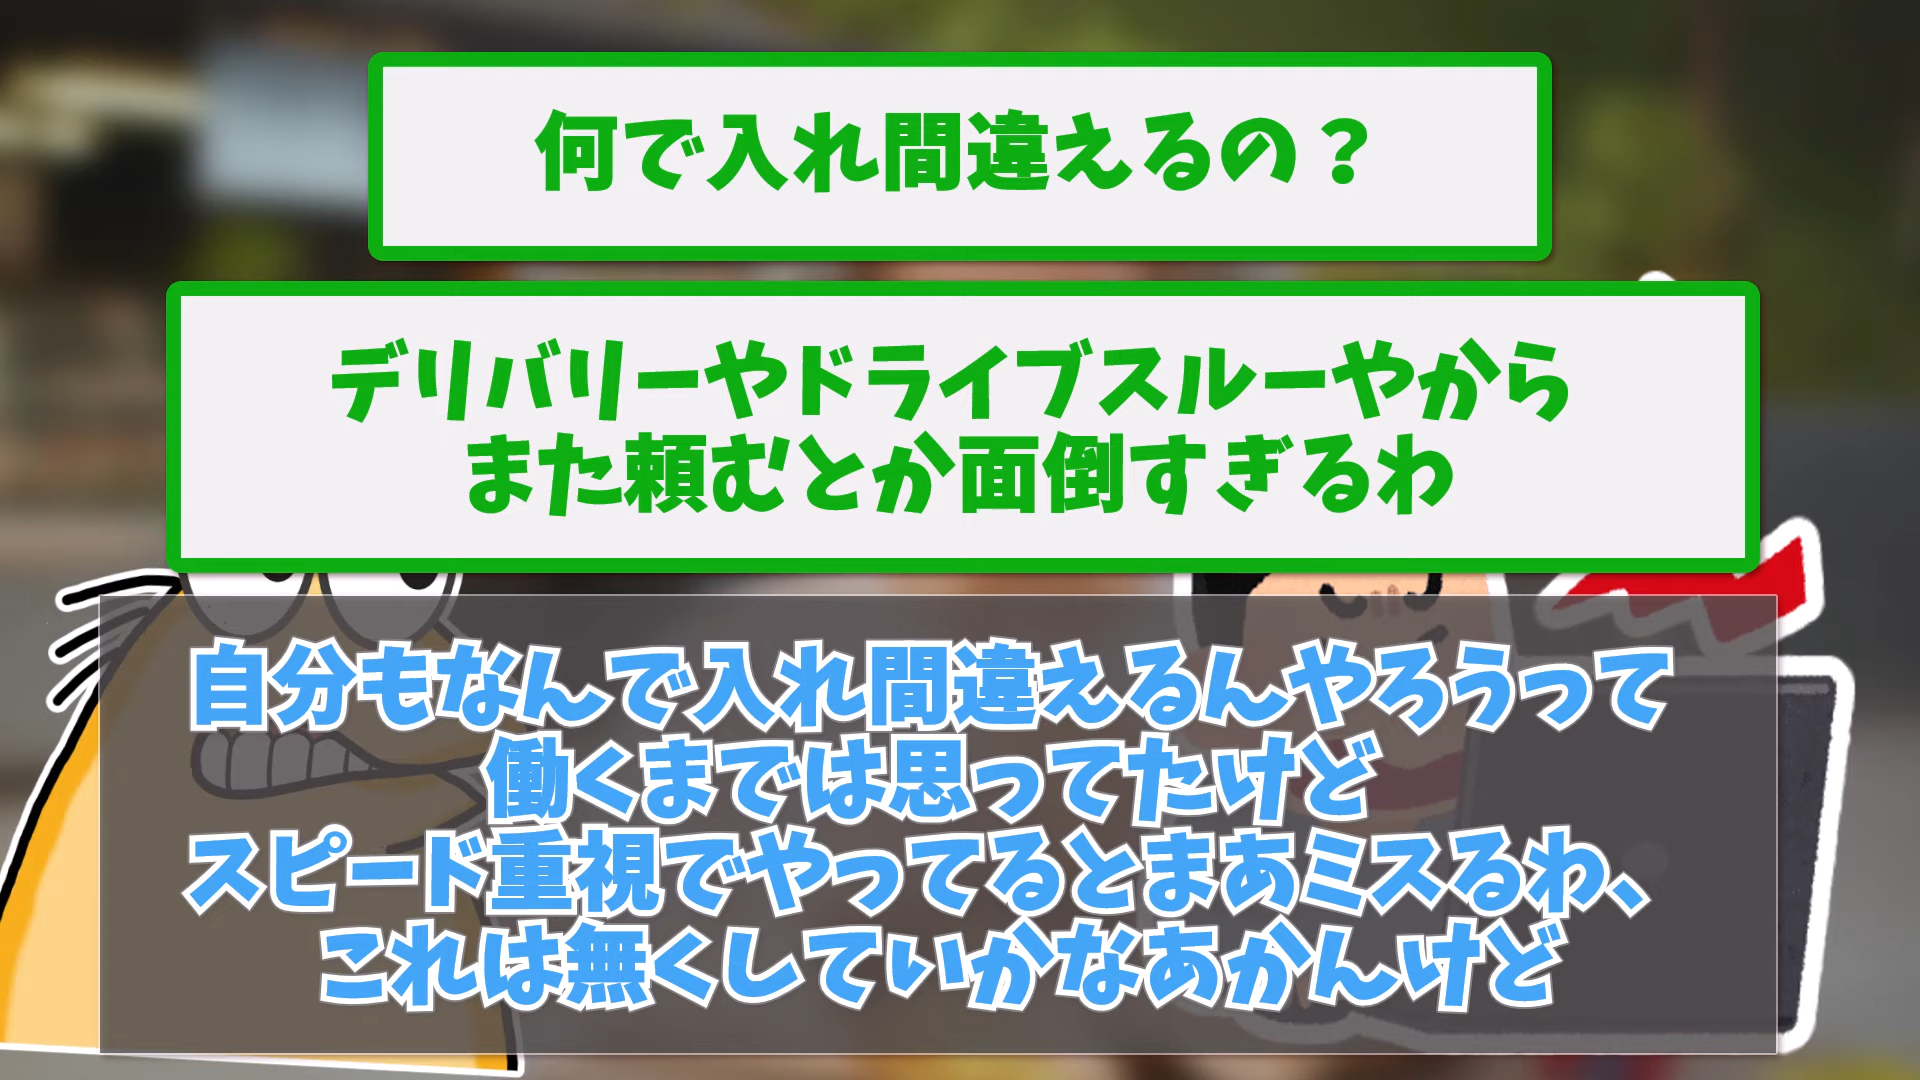 何で入れ間違えるの？
デリバリーやドライブスルーやから
また頼むとか面倒すぎるわ
自分もなんで入れ間違えるんやろうって
働くまでは思ってたけど
スピード重視でやってるとまあミスるわ、
これは無くしていかなあかんけど